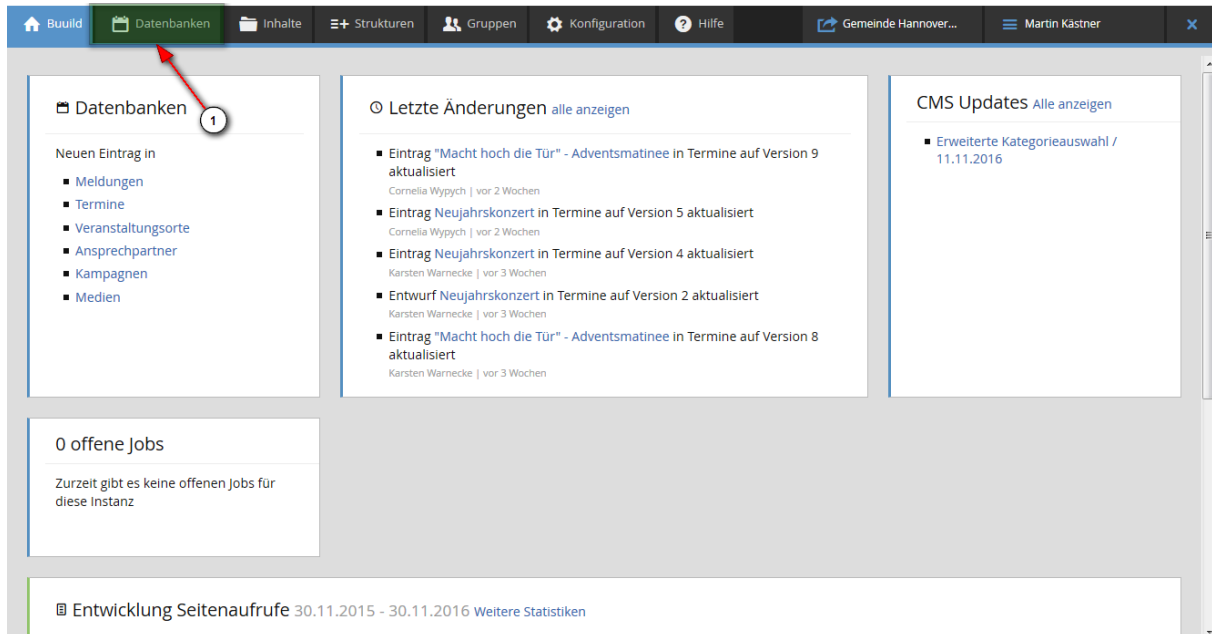 Buuild Datenbanken Inhalte Strukturen Gruppen Konfiguration Hilfe Gemeinde Hannover... Martin Kästner
1
Datenbanken
Neuen Eintrag in
Meldungen
Termine
Veranstaltungsorte
Ansprechpartner
Kampagnen
Medien
Letzte Änderungen alle anzeigen
Eintrag "Macht hoch die Tür" - Adventsmatinee in Termine auf Version 9
aktualisiert
Cornelia Wypych | vor 2 Wochen
Eintrag Neujahrskonzert in Termine auf Version 5 aktualisiert
Cornelia Wypych | vor 2 Wochen
Eintrag Neujahrskonzert in Termine auf Version 4 aktualisiert
Karsten Warnecke | vor 3 Wochen
Entwurf Neujahrskonzert in Termine auf Version 2 aktualisiert
Karsten Warnecke | vor 3 Wochen
Eintrag "Macht hoch die Tür" - Adventsmatinee in Termine auf Version 8
aktualisiert
Karsten Warnecke | vor 3 Wochen
CMS Updates Alle anzeigen
Erweiterte Kategorieauswahl /
11.11.2016
0 offene Jobs
Zurzeit gibt es keine offenen Jobs für
diese Instanz
Entwicklung Seitenaufrufe 30.11.2015 - 30.11.2016 Weitere Statistiken